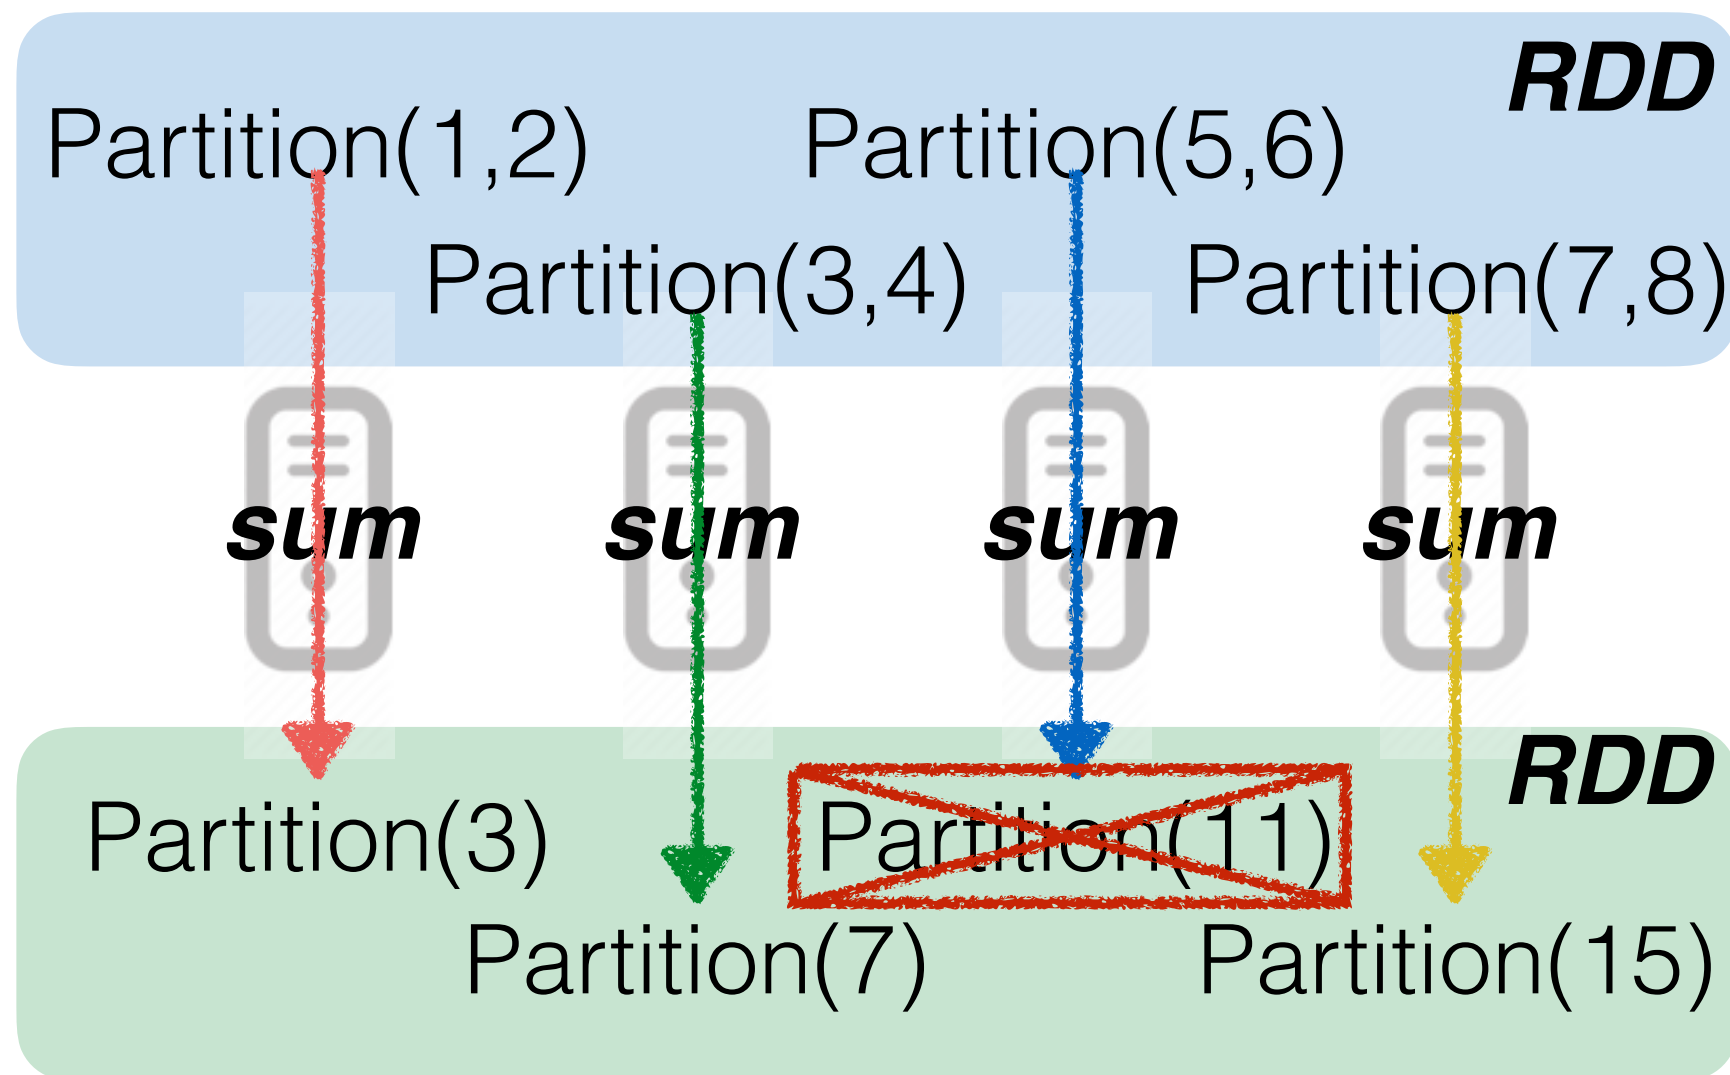 RDD
Partition(1,2)
Partition(5,6)
Partition(3,4)
Partition(7,8)
sum
sum
sum
sum
RDD
Partition(3)
Partition(11)
Partition(7)
Partition(15)